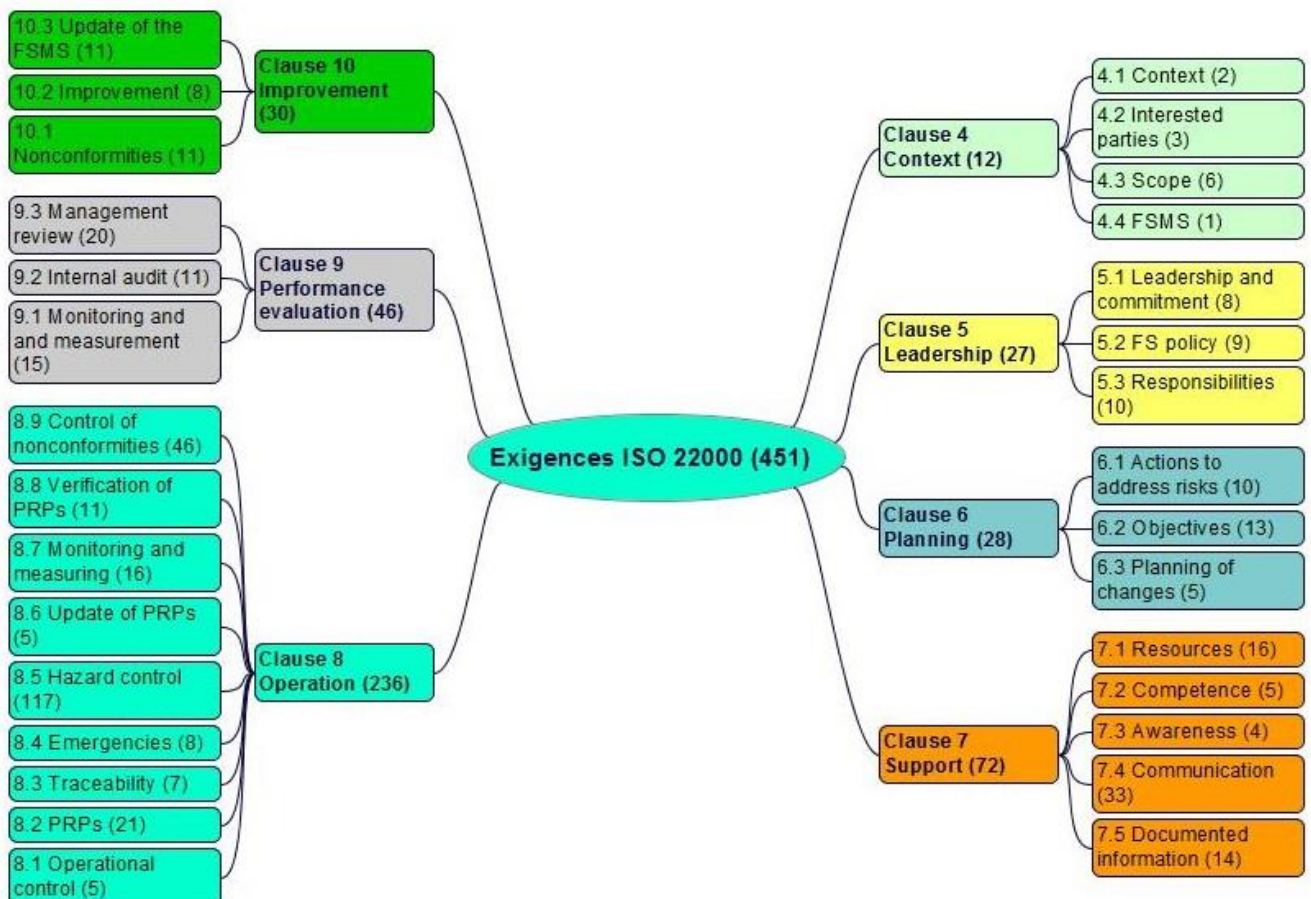 10.3 Update of the
FSMS (11)
10.2 Improvement (8)
10.1
Nonconformities (11)
Clause 10
Improvement
(30)
9.3 Management
review (20)
9.2 Internal audit (11)
9.1 Monitoring and
and measurement
(15)
Clause 9
Performance
evaluation (46)
8.9 Control of
nonconformities (46)
8.8 Verification of
PRPs (11)
8.7 Monitoring and
measuring (16)
8.6 Update of PRPs
(5)
8.5 Hazard control
(117)
8.4 Emergencies (8)
8.3 Traceability (7)
8.2 PRPs (21)
8.1 Operational
control (5)
Clause 8
Operation (236)
Exigences ISO 22000 (451)
Clause 4
Context (12)
4.1 Context (2)
4.2 Interested
parties (3)
4.3 Scope (6)
4.4 FSMS (1)
Clause 5
Leadership (27)
5.1 Leadership and
commitment (8)
5.2 FS policy (9)
5.3 Responsibilities
(10)
Clause 6
Planning (28)
6.1 Actions to
address risks (10)
6.2 Objectives (13)
6.3 Planning of
changes (5)
Clause 7
Support (72)
7.1 Resources (16)
7.2 Competence (5)
7.3 Awareness (4)
7.4 Communication
(33)
7.5 Documented
information (14)